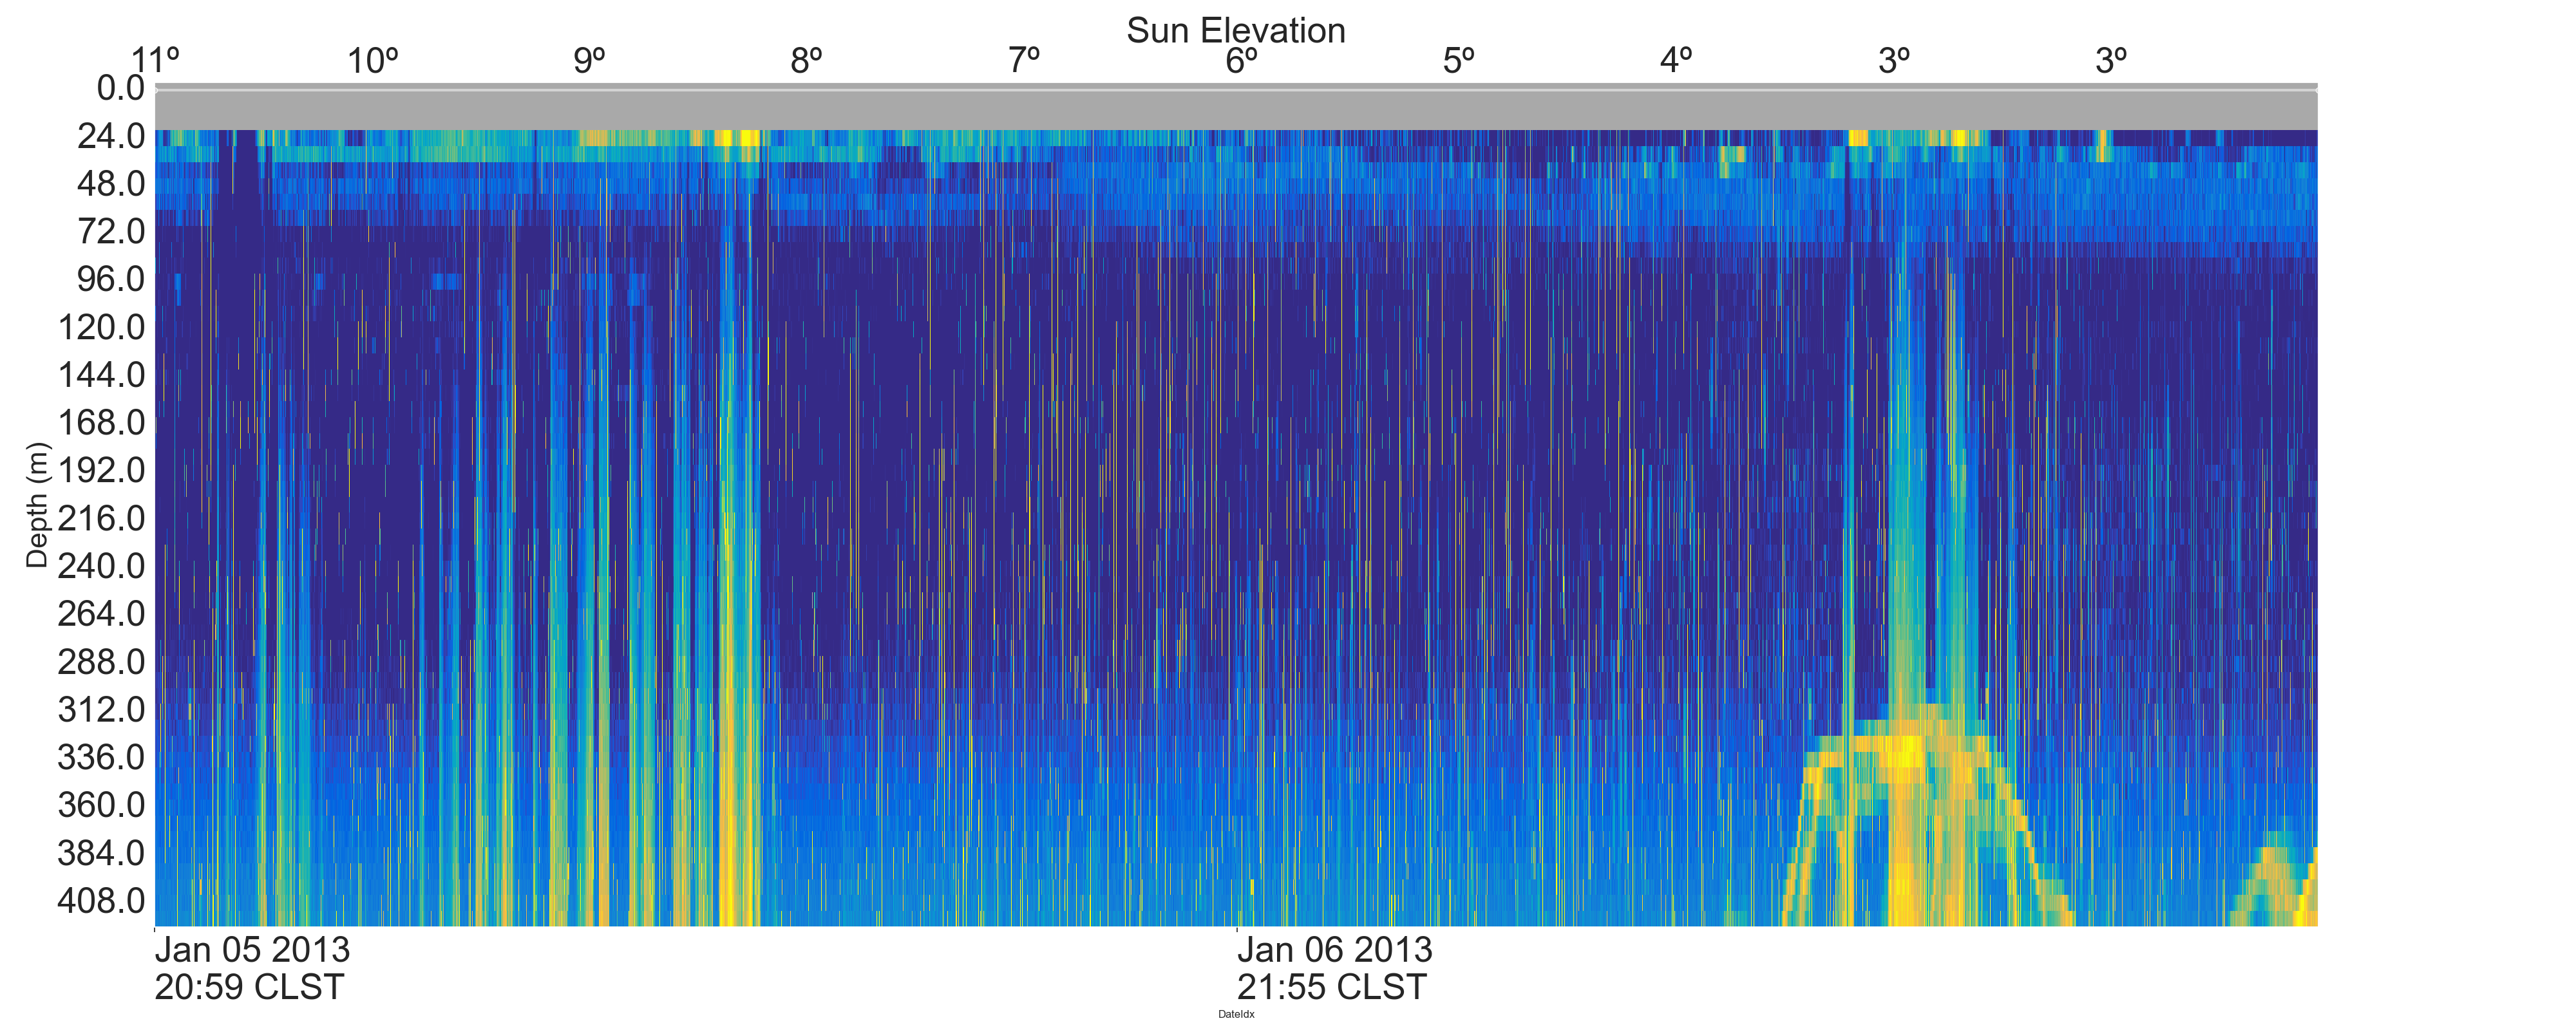 Sun Elevation
11º 10º 9º 8º 7º 6º 5º 4º 3º 3º
0.0
24.0
48.0
72.0
96.0
120.0
144.0
168.0
192.0
216.0
240.0
264.0
288.0
312.0
336.0
360.0
384.0
408.0
Depth (m)
Jan 05 2013
20:59 CLST
Jan 06 2013
21:55 CLST
DateIdx